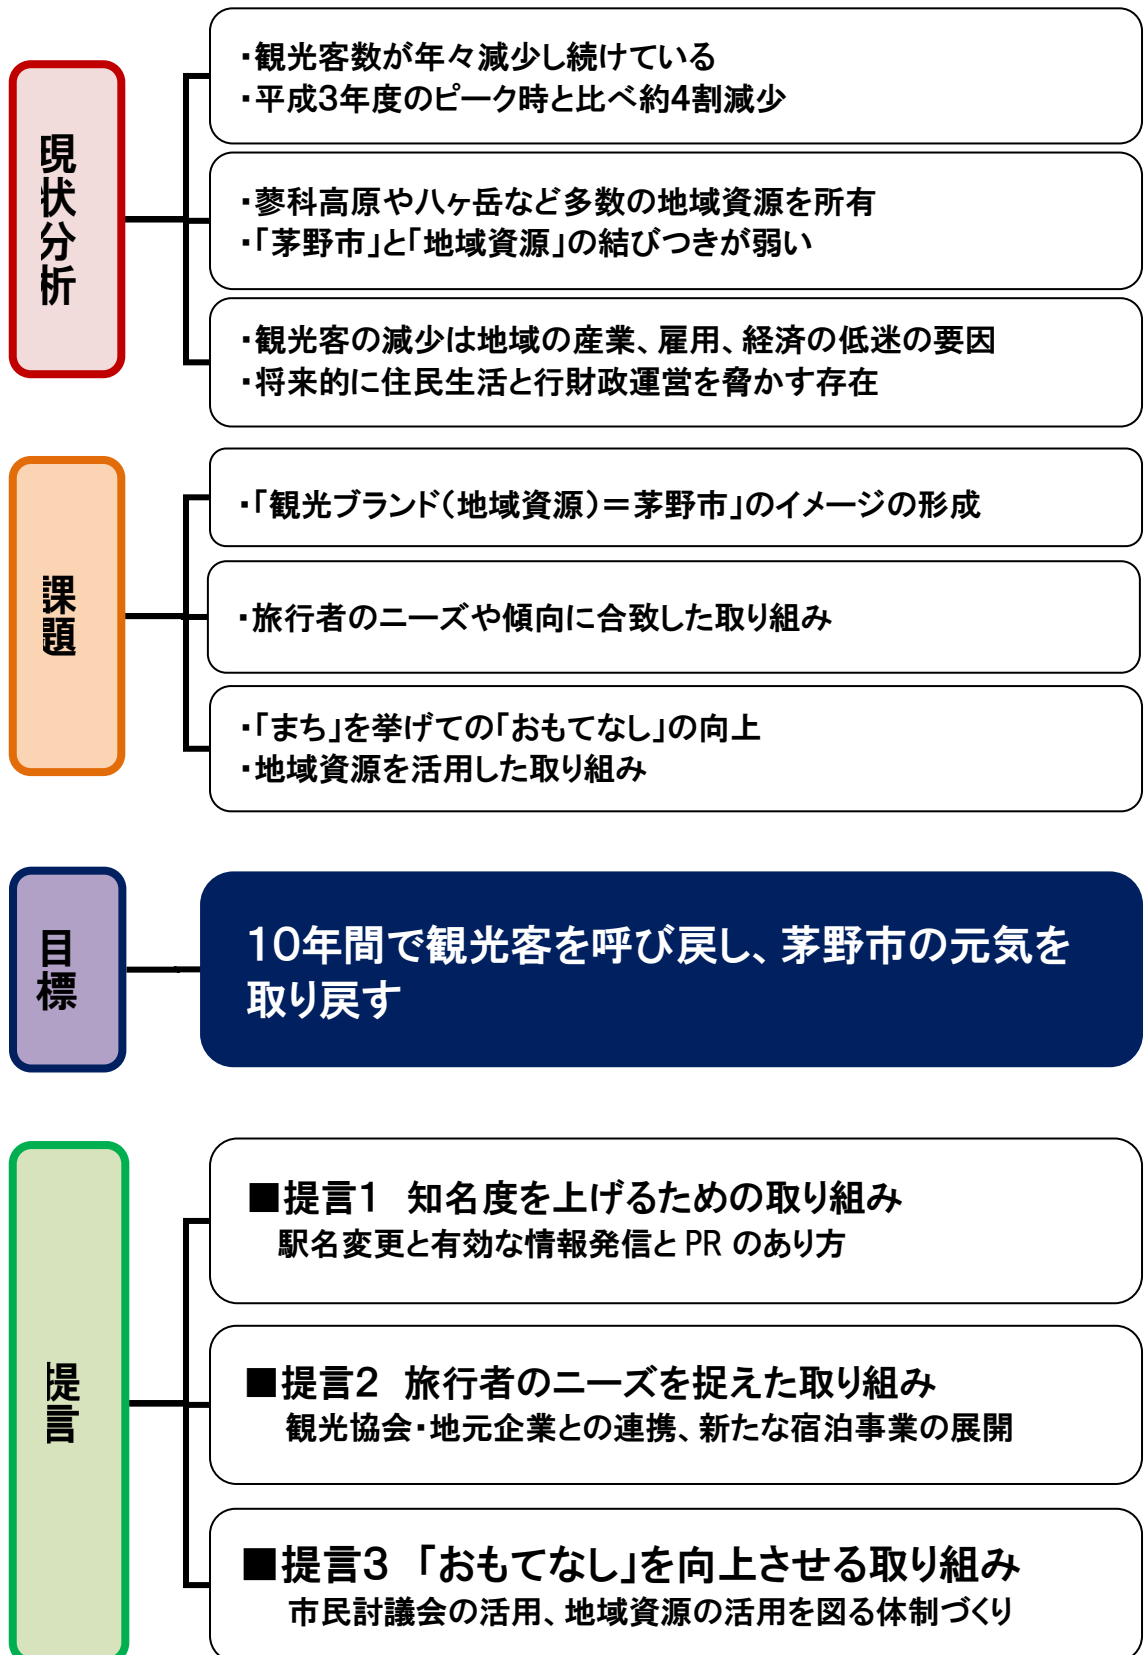 現状分析
・観光客数が年々減少し続けている
・平成3年度のピーク時と比べ約4割減少
・蓼科高原や八ヶ岳など多数の地域資源を所有
・「茅野市」と「地域資源」の結びつきが弱い
・観光客の減少は地域の産業、雇用、経済の低迷の要因
・将来的に住民生活と行財政運営を脅かす存在
課題
・「観光ブランド（地域資源）＝茅野市」のイメージの形成
・旅行者のニーズや傾向に合致した取り組み
・「まち」を挙げての「おもてなし」の向上
・地域資源を活用した取り組み
目標
10年間で観光客を呼び戻し、茅野市の元気を
取り戻す
提言
■提言1　知名度を上げるための取り組み
駅名変更と有効な情報発信と PR のあり方
■提言2　旅行者のニーズを捉えた取り組み
観光協会・地元企業との連携、新たな宿泊事業の展開
■提言3　「おもてなし」を向上させる取り組み
市民討議会の活用、地域資源の活用を図る体制づくり